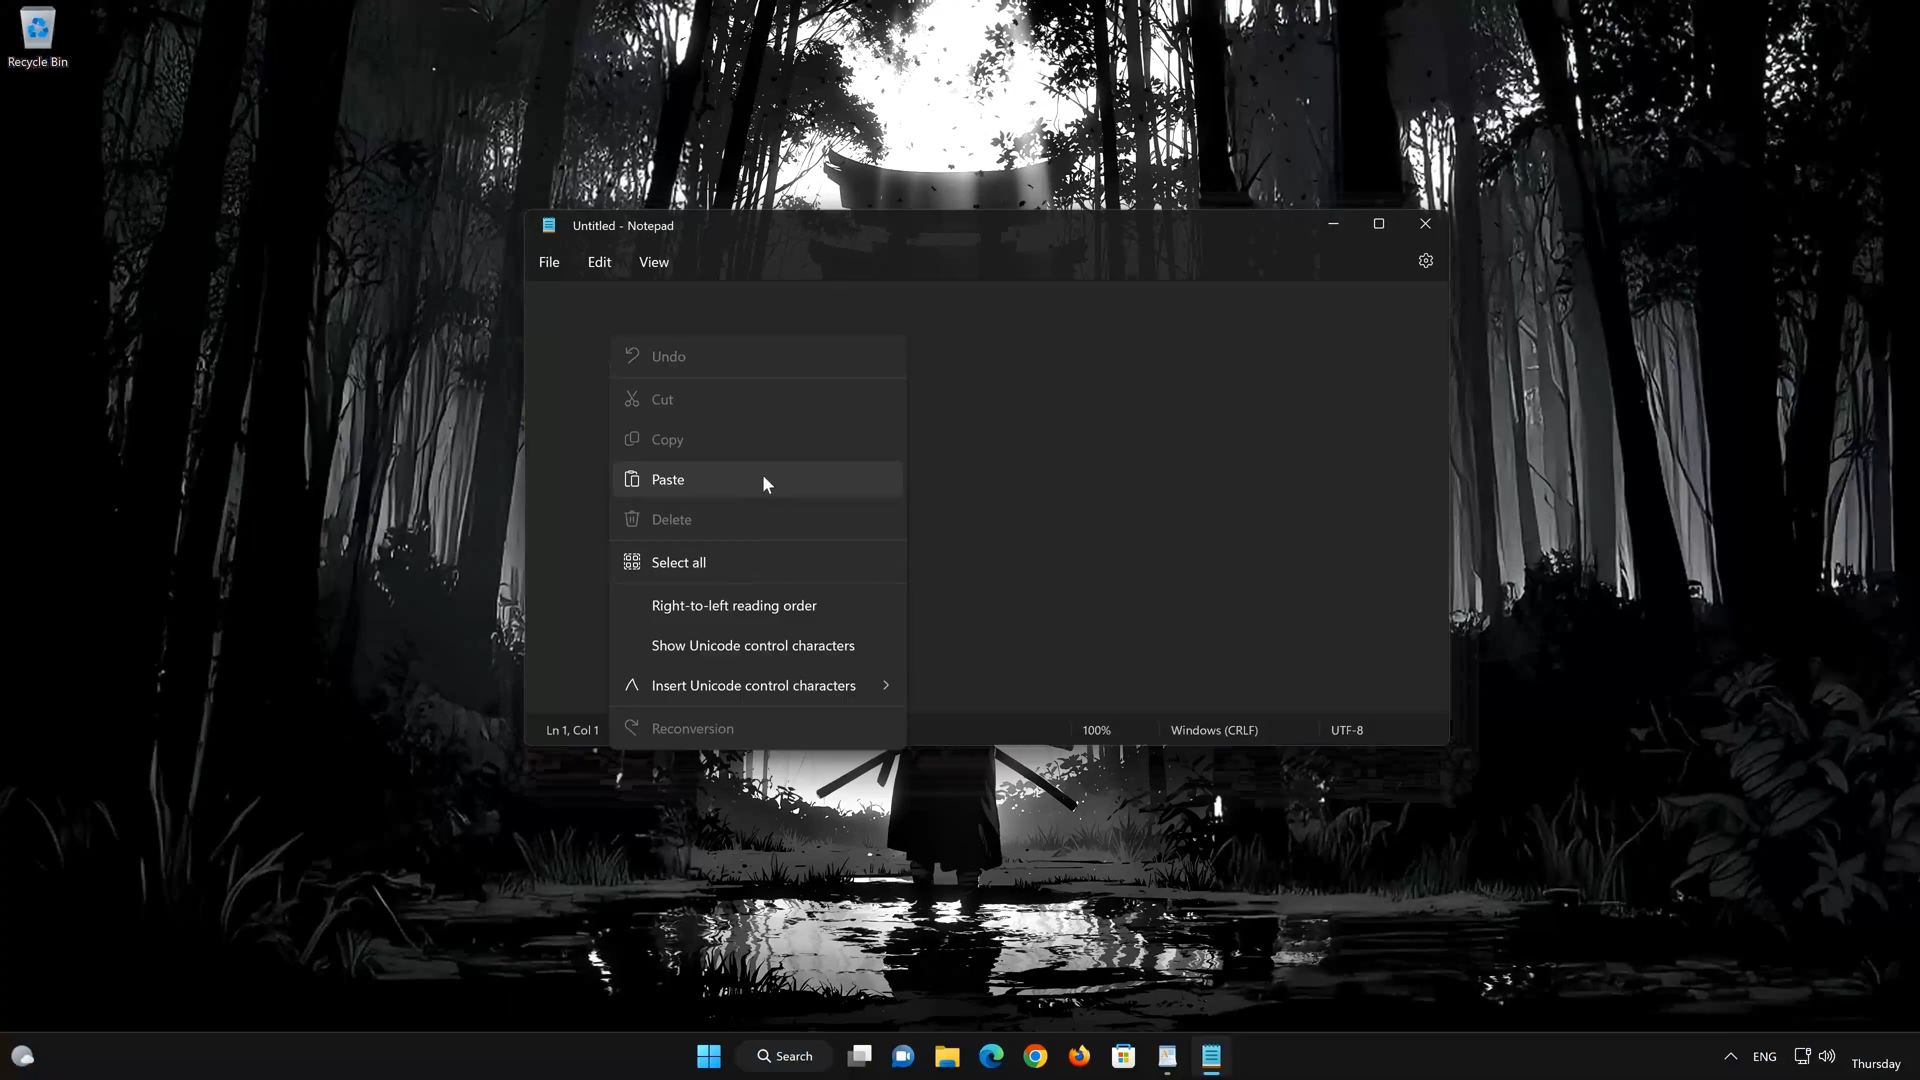 Recycle Bin
Untitled - Notepad
File Edit View
Undo
Cut
Copy
Paste
Delete
Select all
Right-to-left reading order
Show Unicode control characters
Insert Unicode control characters
Reconversion
Ln 1, Col 1 100% Windows (CRLF) UTF-8
Search ENG Thursday